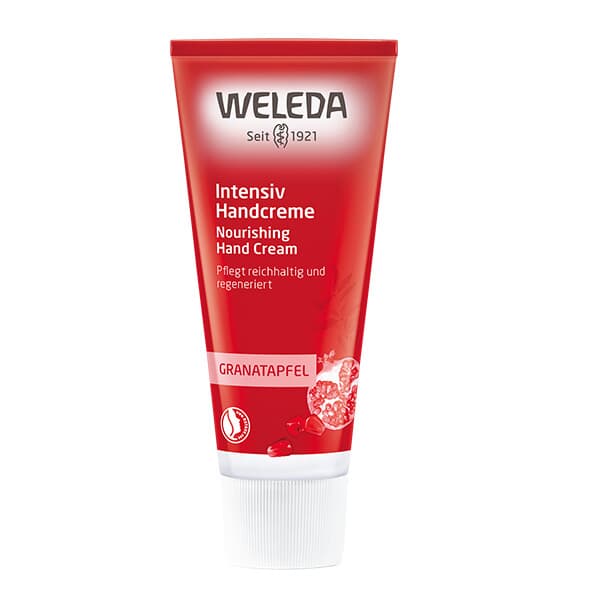 WELEDA
Seit 1921
Intensiv
Handcreme
Nourishing
Hand Cream
Pflegt reichhaltig und
regeneriert
GRANATAPFEL